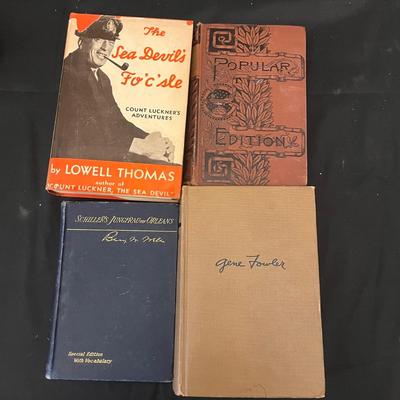 The
Sea Devil's
Fo'c'sle
COUNT LUCKNER'S
ADVENTURES
by LOWELL THOMAS
author of
"COUNT LUCKNER, THE SEA DEVIL"
POPULAR
EDITION
SCHILLER'S JUNGFRAU VON ORLEANS
Special Edition
With Vocabulary
Gene Fowler